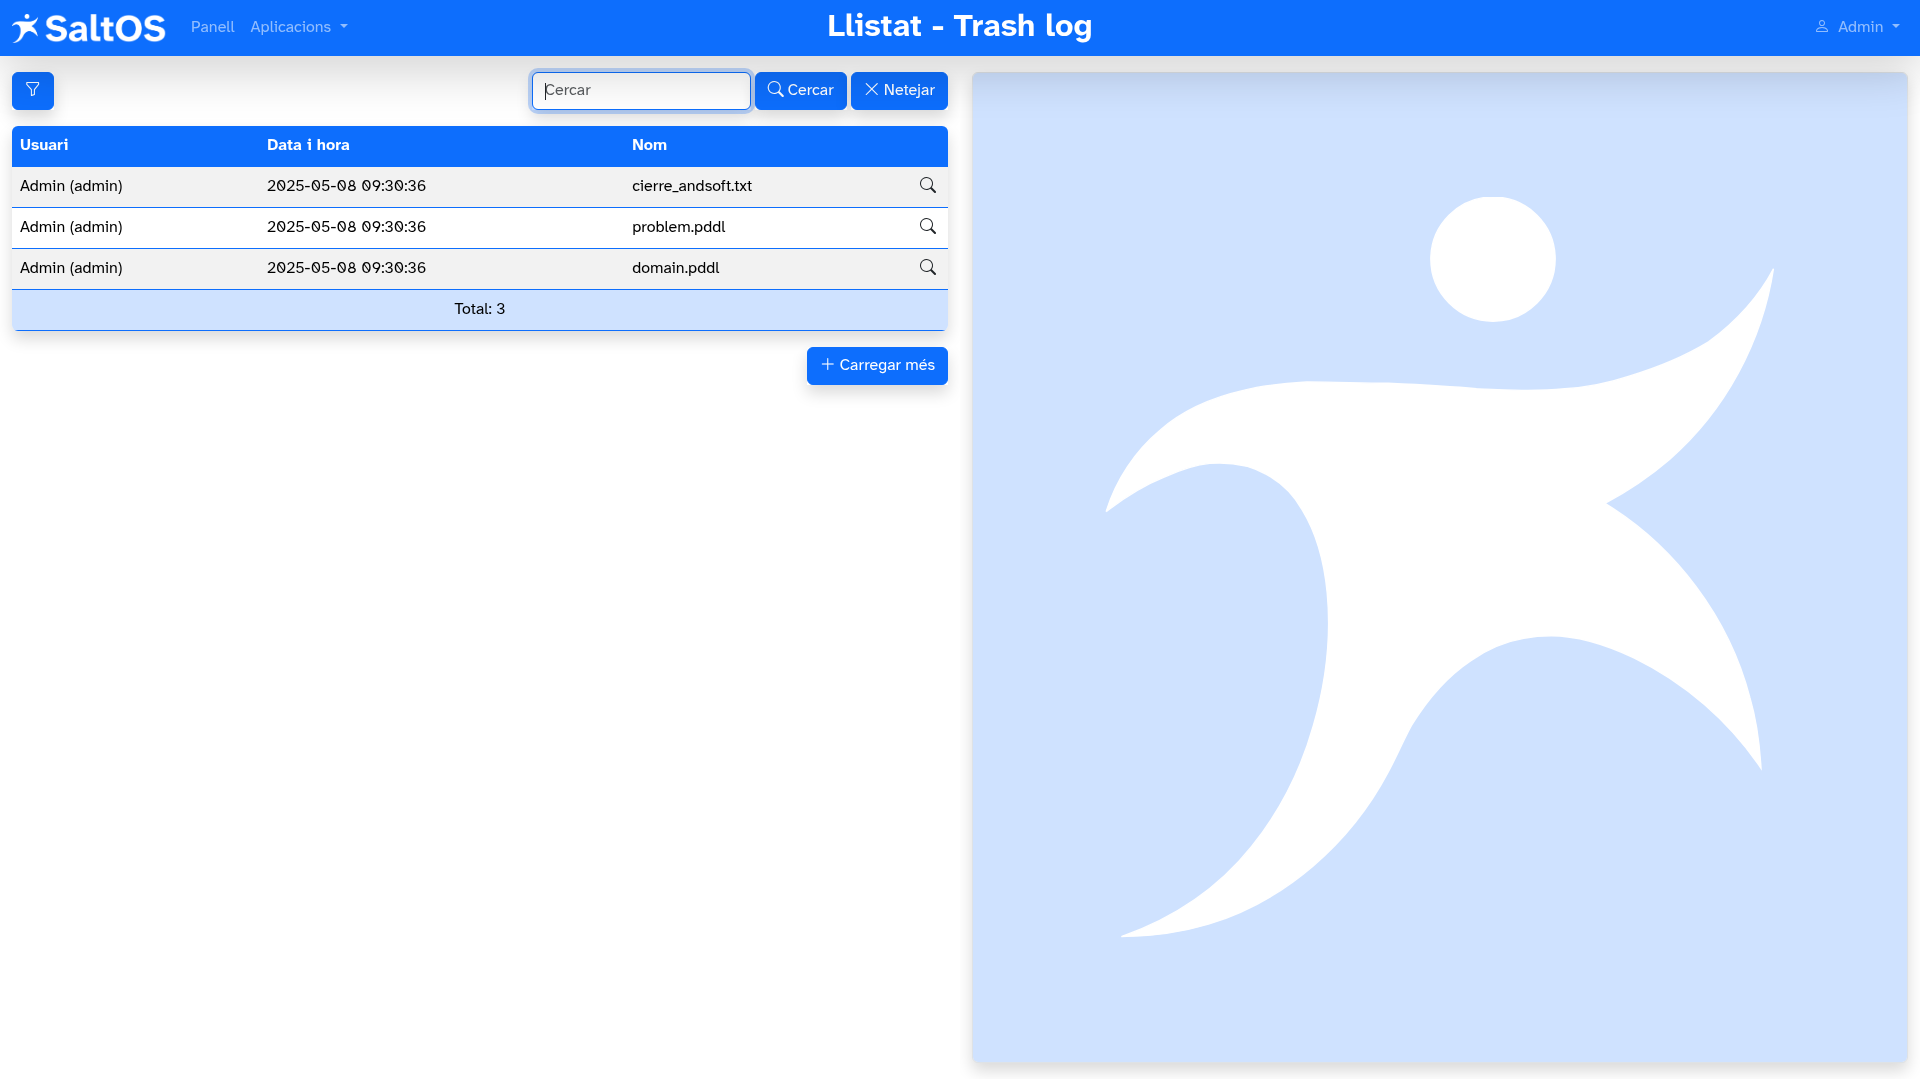 SaltOS Panell Aplicacions Llistat - Trash log Admin
Cercar Cercar Netejar
Usuari Data i hora Nom
Admin (admin) 2025-05-08 09:30:36 cierre_andsoft.txt
Admin (admin) 2025-05-08 09:30:36 problem.pddl
Admin (admin) 2025-05-08 09:30:36 domain.pddl
Total: 3
Carregar més